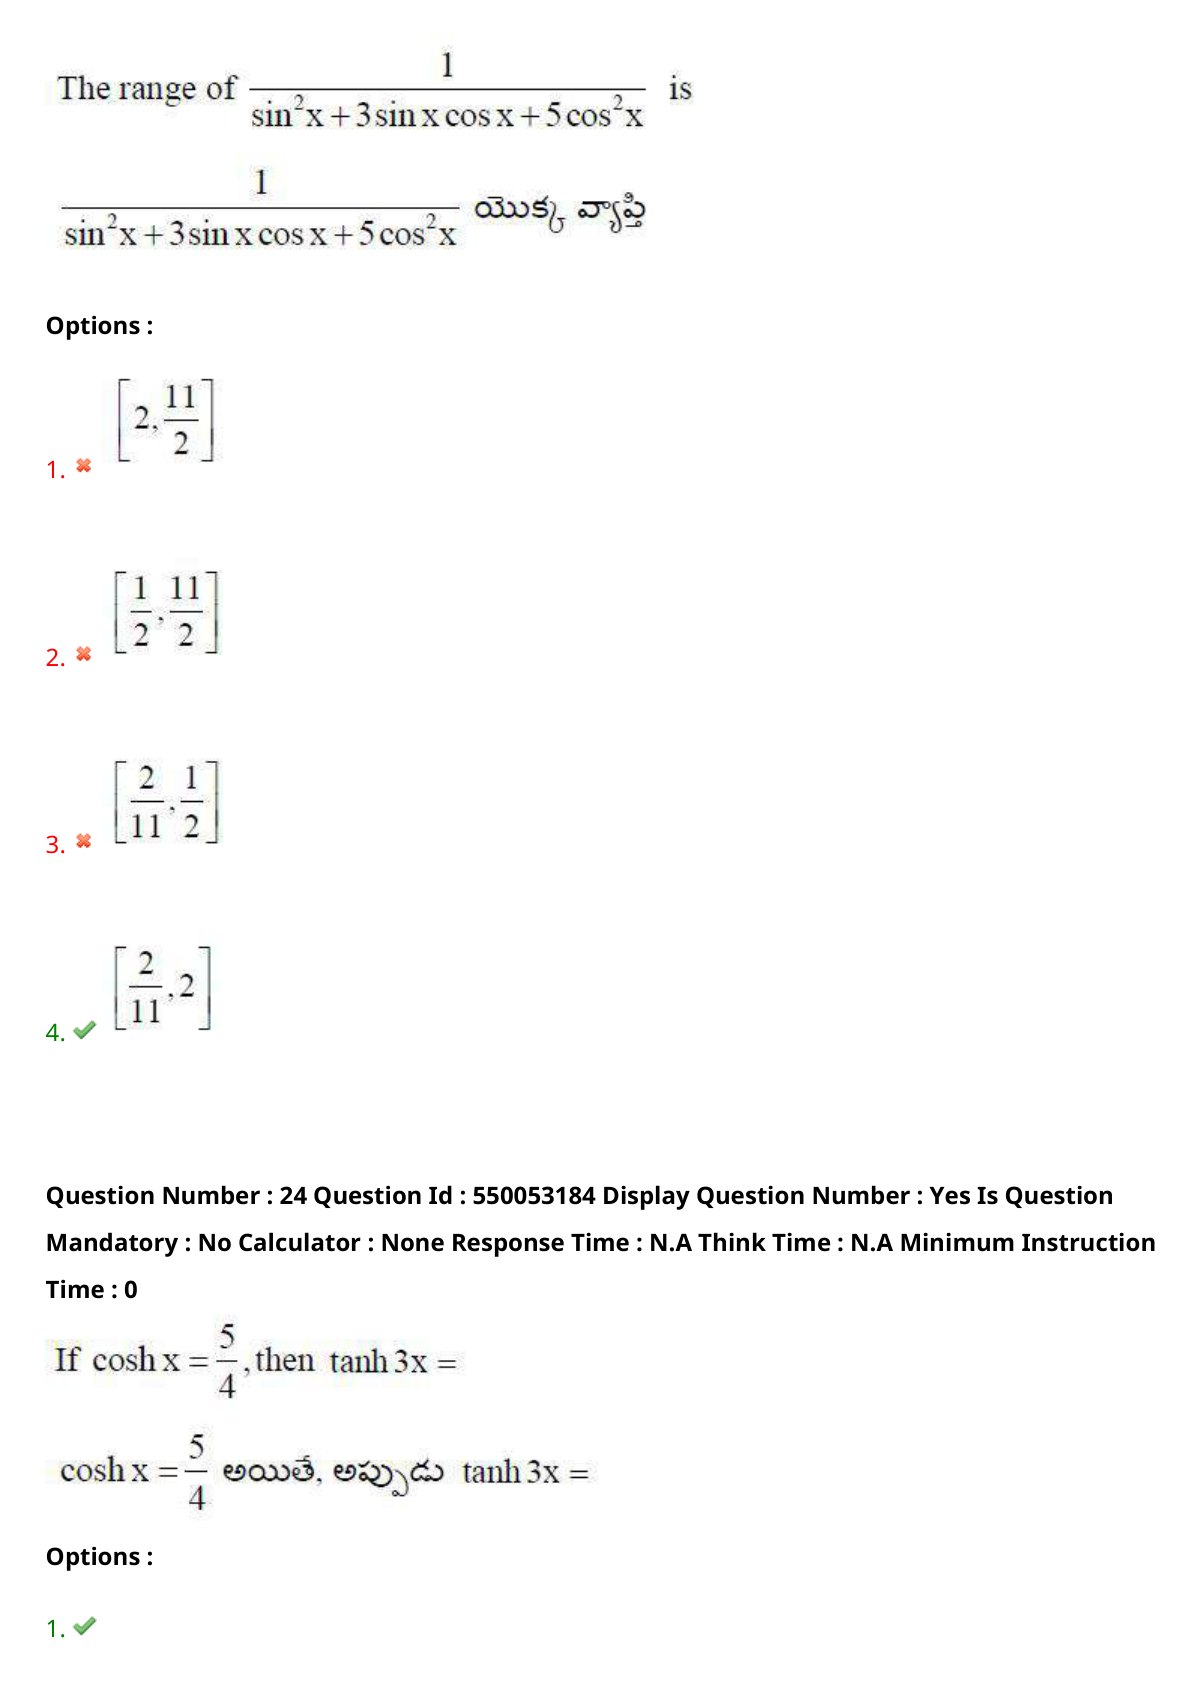 The range of \frac{1}{\sin^2 x + 3 \sin x \cos x + 5 \cos^2 x} is
\frac{1}{\sin^2 x + 3 \sin x \cos x + 5 \cos^2 x} యొక్క వ్యాప్తి
Options :
1. ✖ \left[ 2, \frac{11}{2} \right]
2. ✖ \left[ \frac{1}{2}, \frac{11}{2} \right]
3. ✖ \left[ \frac{2}{11}, \frac{1}{2} \right]
4. ✔ \left[ \frac{2}{11}, 2 \right]
Question Number : 24 Question Id : 550053184 Display Question Number : Yes Is Question
Mandatory : No Calculator : None Response Time : N.A Think Time : N.A Minimum Instruction
Time : 0
If cosh x = \frac{5}{4}, then tanh 3x =
cosh x = \frac{5}{4} అయితే, అప్పుడు tanh 3x =
Options :
1. ✔